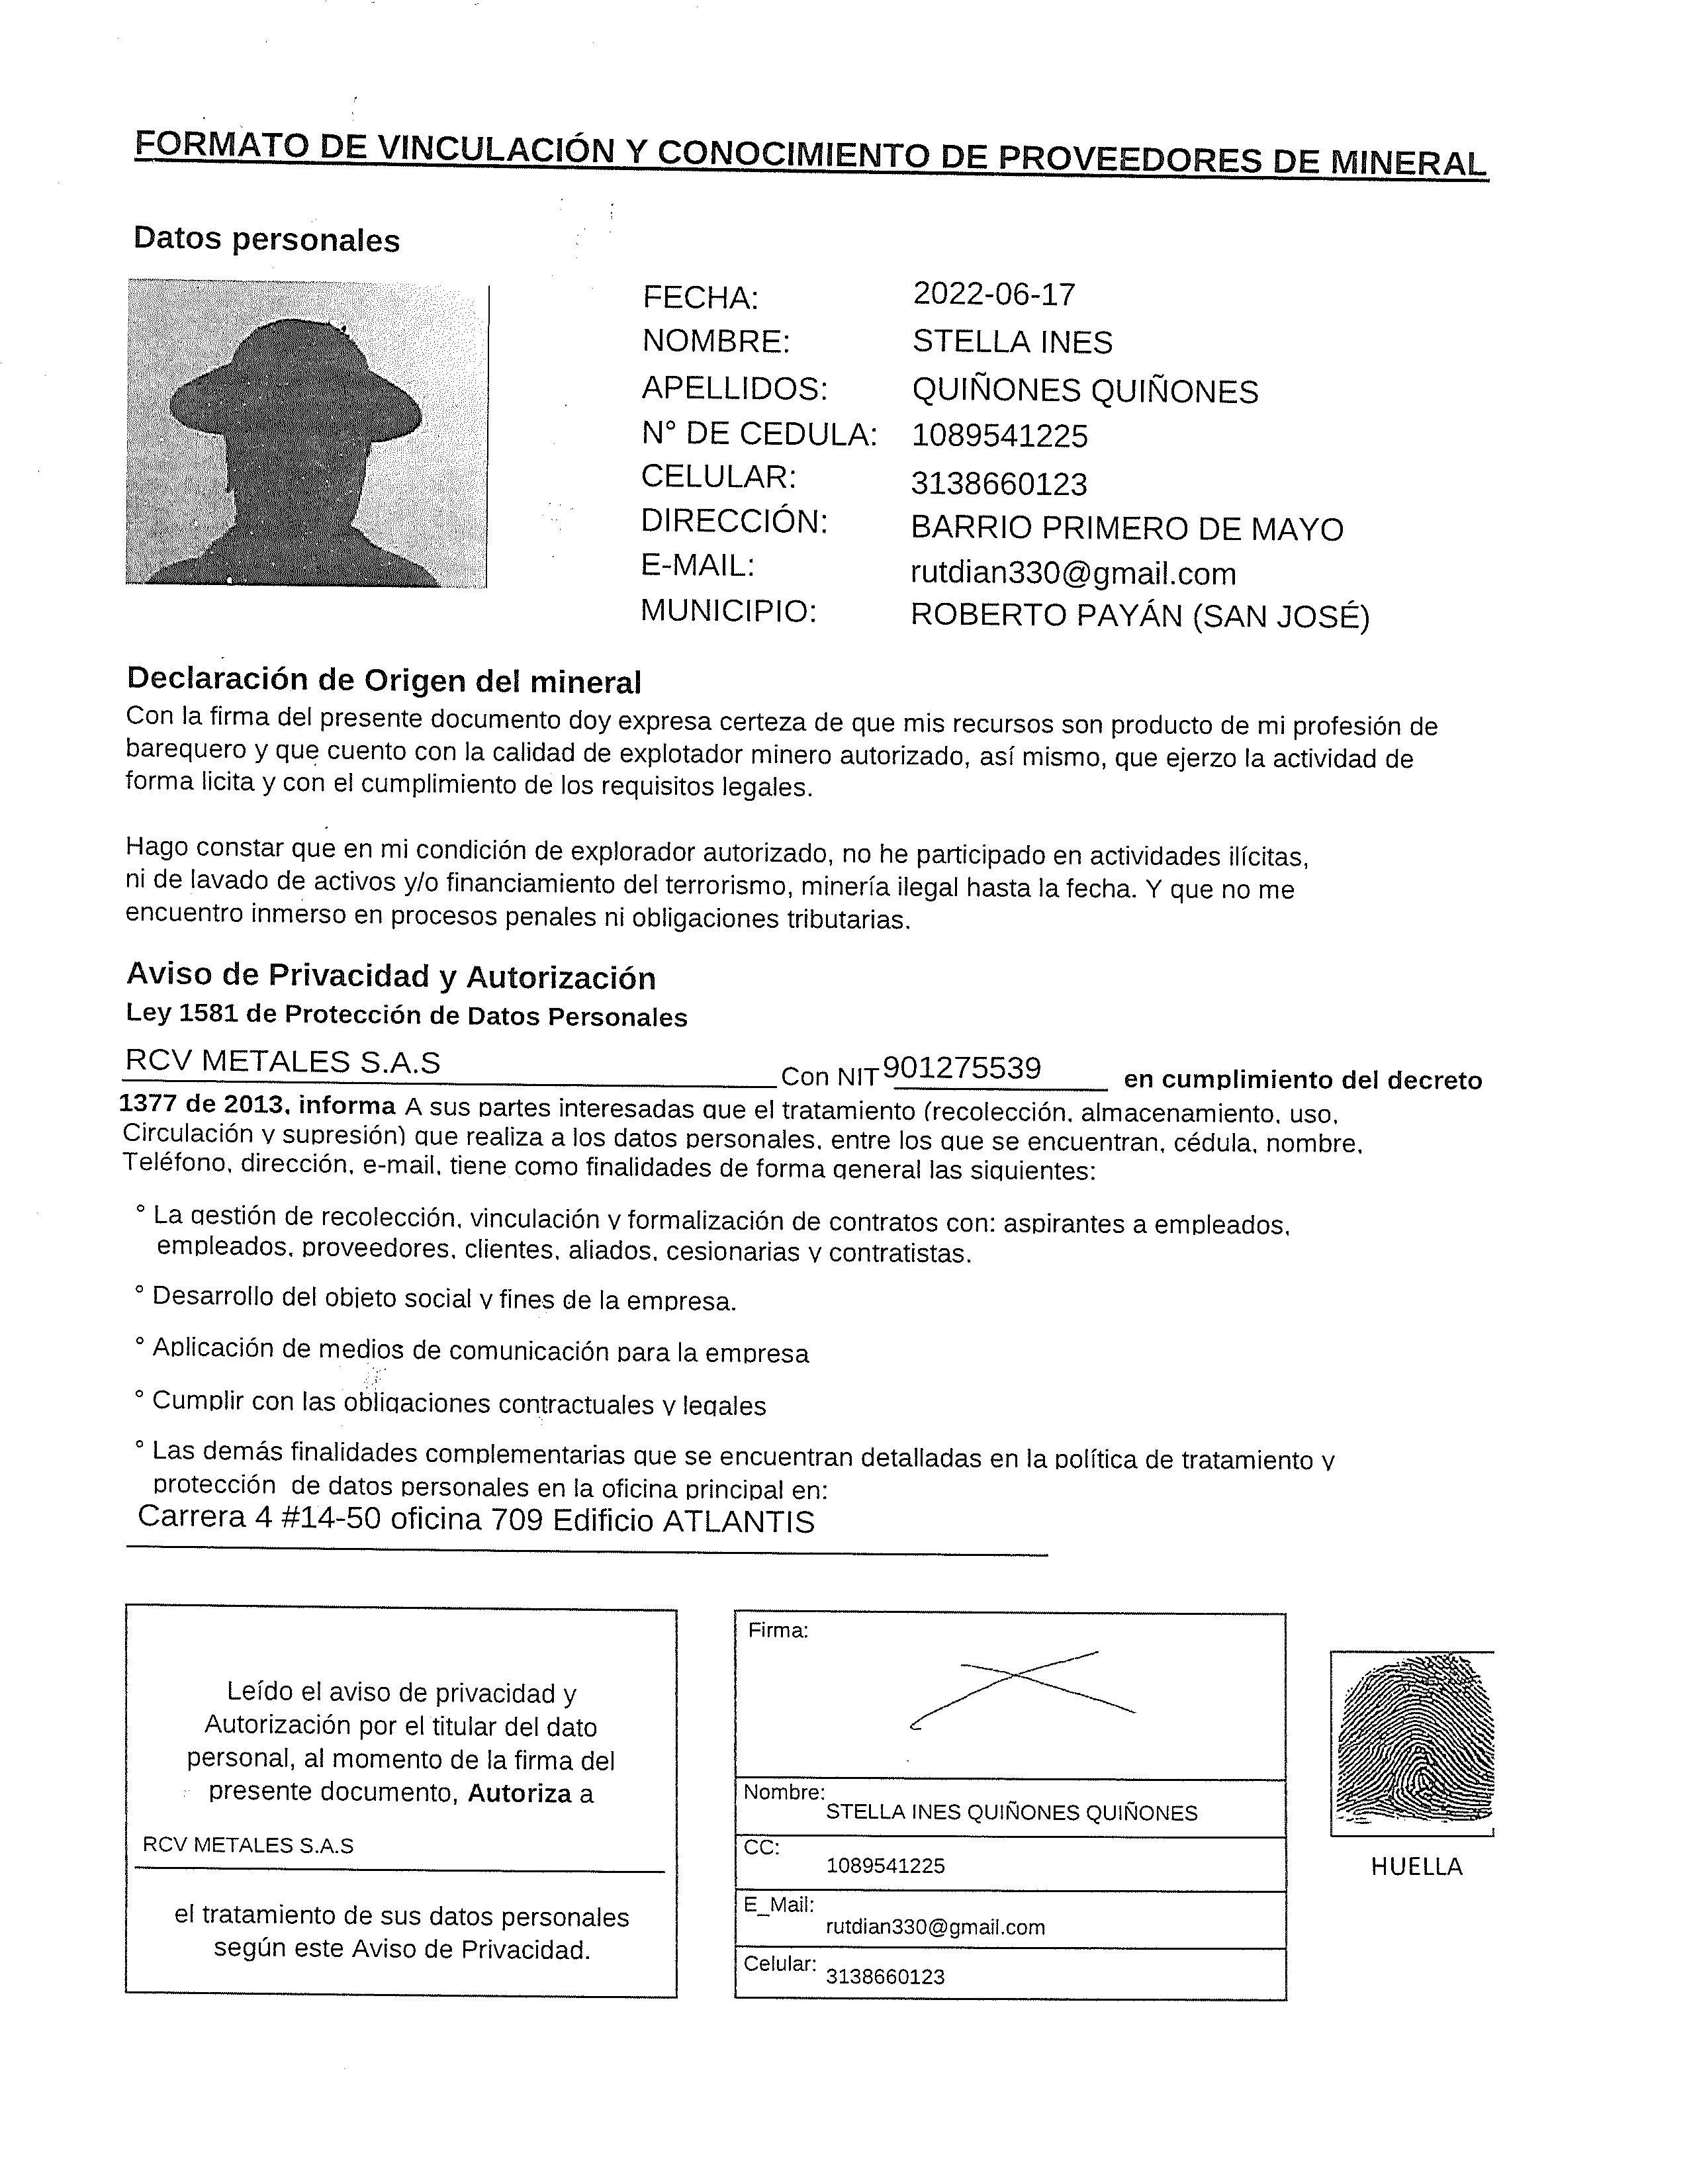 FORMATO DE VINCULACIÓN Y CONOCIMIENTO DE PROVEEDORES DE MINERAL
Datos personales
FECHA: 2022-06-17
NOMBRE: STELLA INES
APELLIDOS: QUIÑONES QUIÑONES
N° DE CEDULA: 1089541225
CELULAR: 3138660123
DIRECCIÓN: BARRIO PRIMERO DE MAYO
E-MAIL: rutdian330@gmail.com
MUNICIPIO: ROBERTO PAYÁN (SAN JOSÉ)
Declaración de Origen del mineral
Con la firma del presente documento doy expresa certeza de que mis recursos son producto de mi profesión de
barequero y que cuento con la calidad de explotador minero autorizado, así mismo, que ejerzo la actividad de
forma licita y con el cumplimiento de los requisitos legales.
Hago constar que en mi condición de explorador autorizado, no he participado en actividades ilícitas,
ni de lavado de activos y/o financiamiento del terrorismo, minería ilegal hasta la fecha. Y que no me
encuentro inmerso en procesos penales ni obligaciones tributarias.
Aviso de Privacidad y Autorización
Ley 1581 de Protección de Datos Personales
RCV METALES S.A.S Con NIT 901275539 en cumplimiento del decreto
1377 de 2013, informa A sus partes interesadas que el tratamiento (recolección, almacenamiento, uso,
Circulación y supresión) que realiza a los datos personales, entre los que se encuentran, cédula, nombre,
Teléfono, dirección, e-mail, tiene como finalidades de forma general las siguientes:
° La gestión de recolección, vinculación y formalización de contratos con: aspirantes a empleados,
empleados, proveedores, clientes, aliados, cesionarias y contratistas.
° Desarrollo del objeto social y fines de la empresa.
° Aplicación de medios de comunicación para la empresa
° Cumplir con las obligaciones contractuales y legales
° Las demás finalidades complementarias que se encuentran detalladas en la política de tratamiento y
protección de datos personales en la oficina principal en:
Carrera 4 #14-50 oficina 709 Edificio ATLANTIS
Leído el aviso de privacidad y
Autorización por el titular del dato
personal, al momento de la firma del
presente documento, Autoriza a
RCV METALES S.A.S
el tratamiento de sus datos personales
según este Aviso de Privacidad.
Firma:
Nombre: STELLA INES QUIÑONES QUIÑONES
CC: 1089541225
E_Mail: rutdian330@gmail.com
Celular: 3138660123
HUELLA